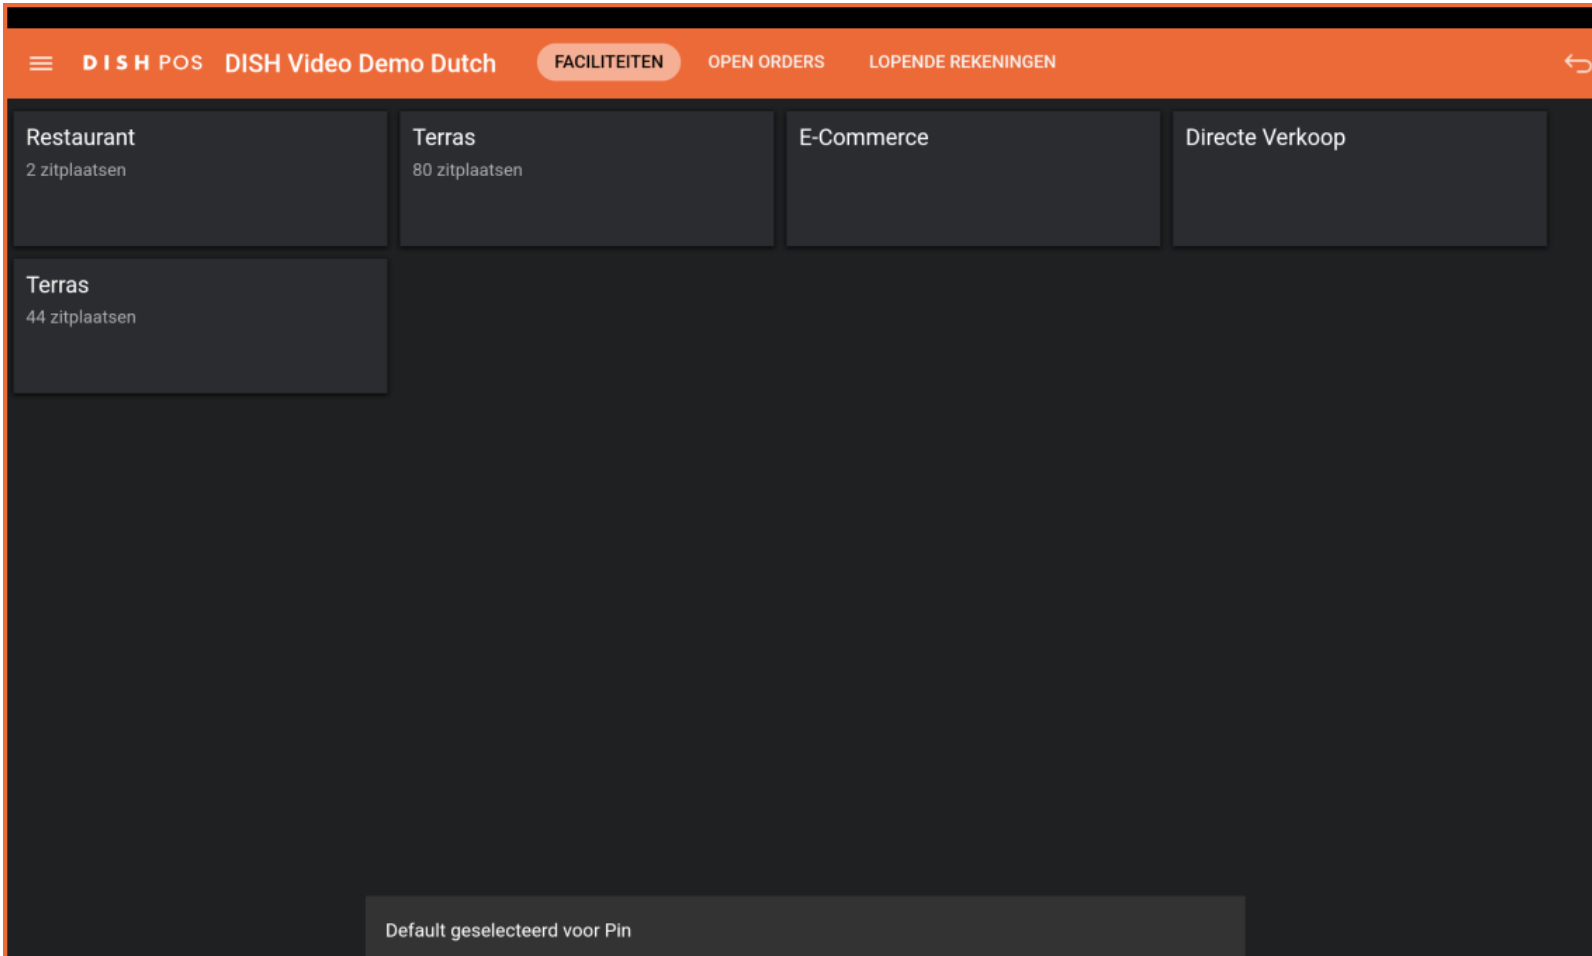 DISH POS DISH Video Demo Dutch FACILITEITEN OPEN ORDERS LOPENDE REKENINGEN
Restaurant
2 zitplaatsen
Terras
80 zitplaatsen
E-Commerce
Directe Verkoop
Terras
44 zitplaatsen
Default geselecteerd voor Pin